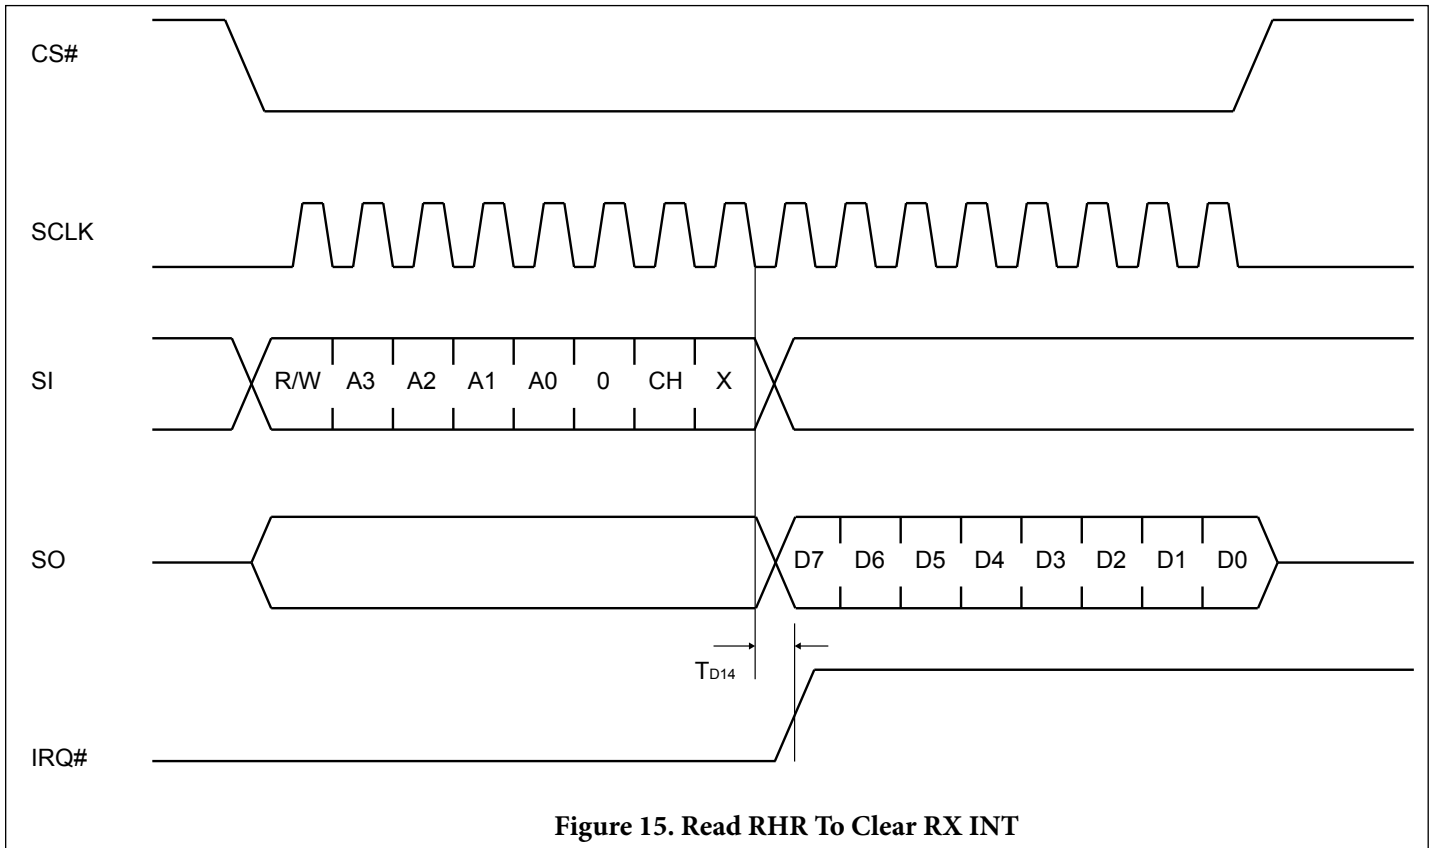 CS#
SCLK
SI R/W A3 A2 A1 A0 0 CH X
SO D7 D6 D5 D4 D3 D2 D1 D0
TD14
IRQ#
Figure 15. Read RHR To Clear RX INT